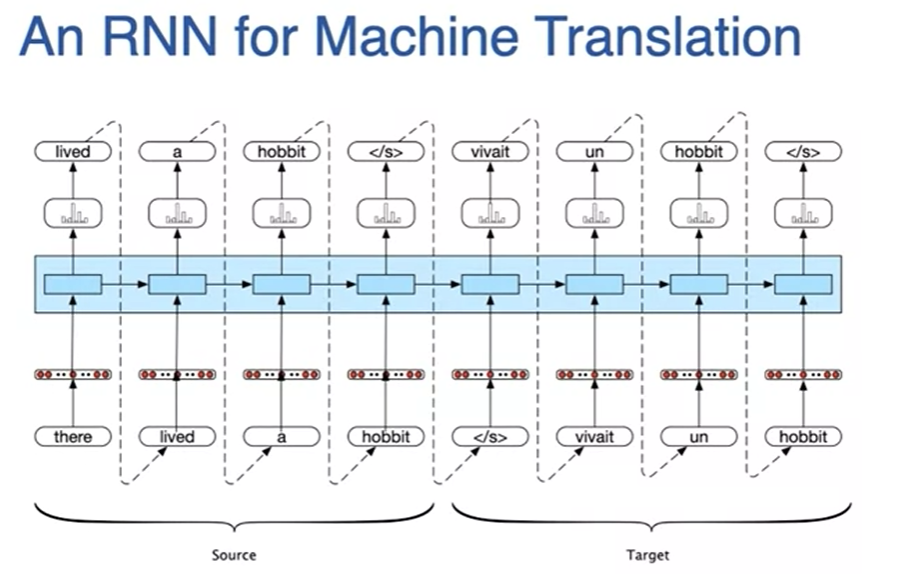 An RNN for Machine Translation
lived a hobbit </s> vivait un hobbit </s>
there lived a hobbit </s> vivait un hobbit
Source Target